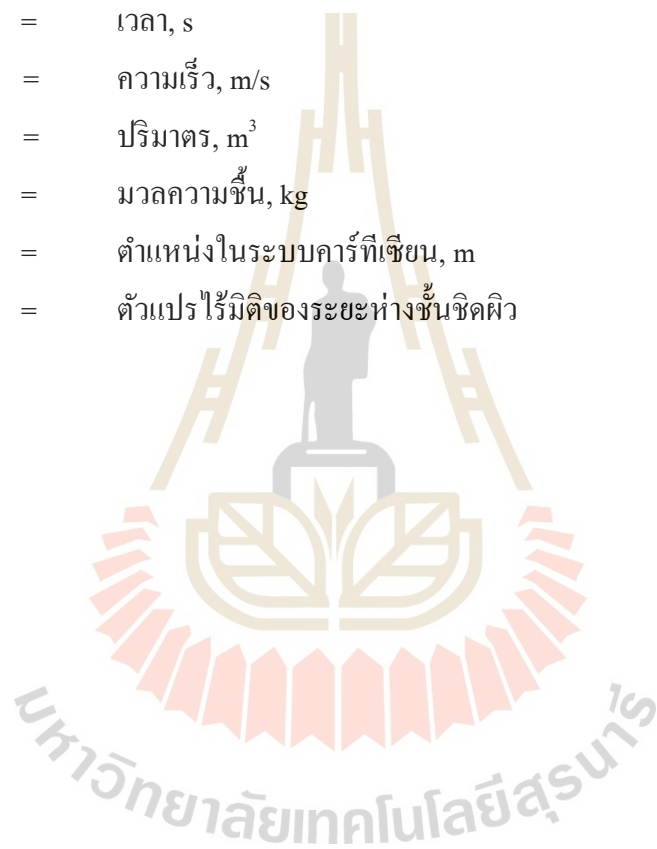 = เวลา, s
= ความเร็ว, m/s
= ปริมาตร, m³
= มวลความชื้น, kg
= ตำแหน่งในระบบคาร์ทีเซียน, m
= ตัวแปรไร้มิติของระยะห่างชั้นชิดผิว
มหาวิทยาลัยเทคโนโลยีสุรนารี